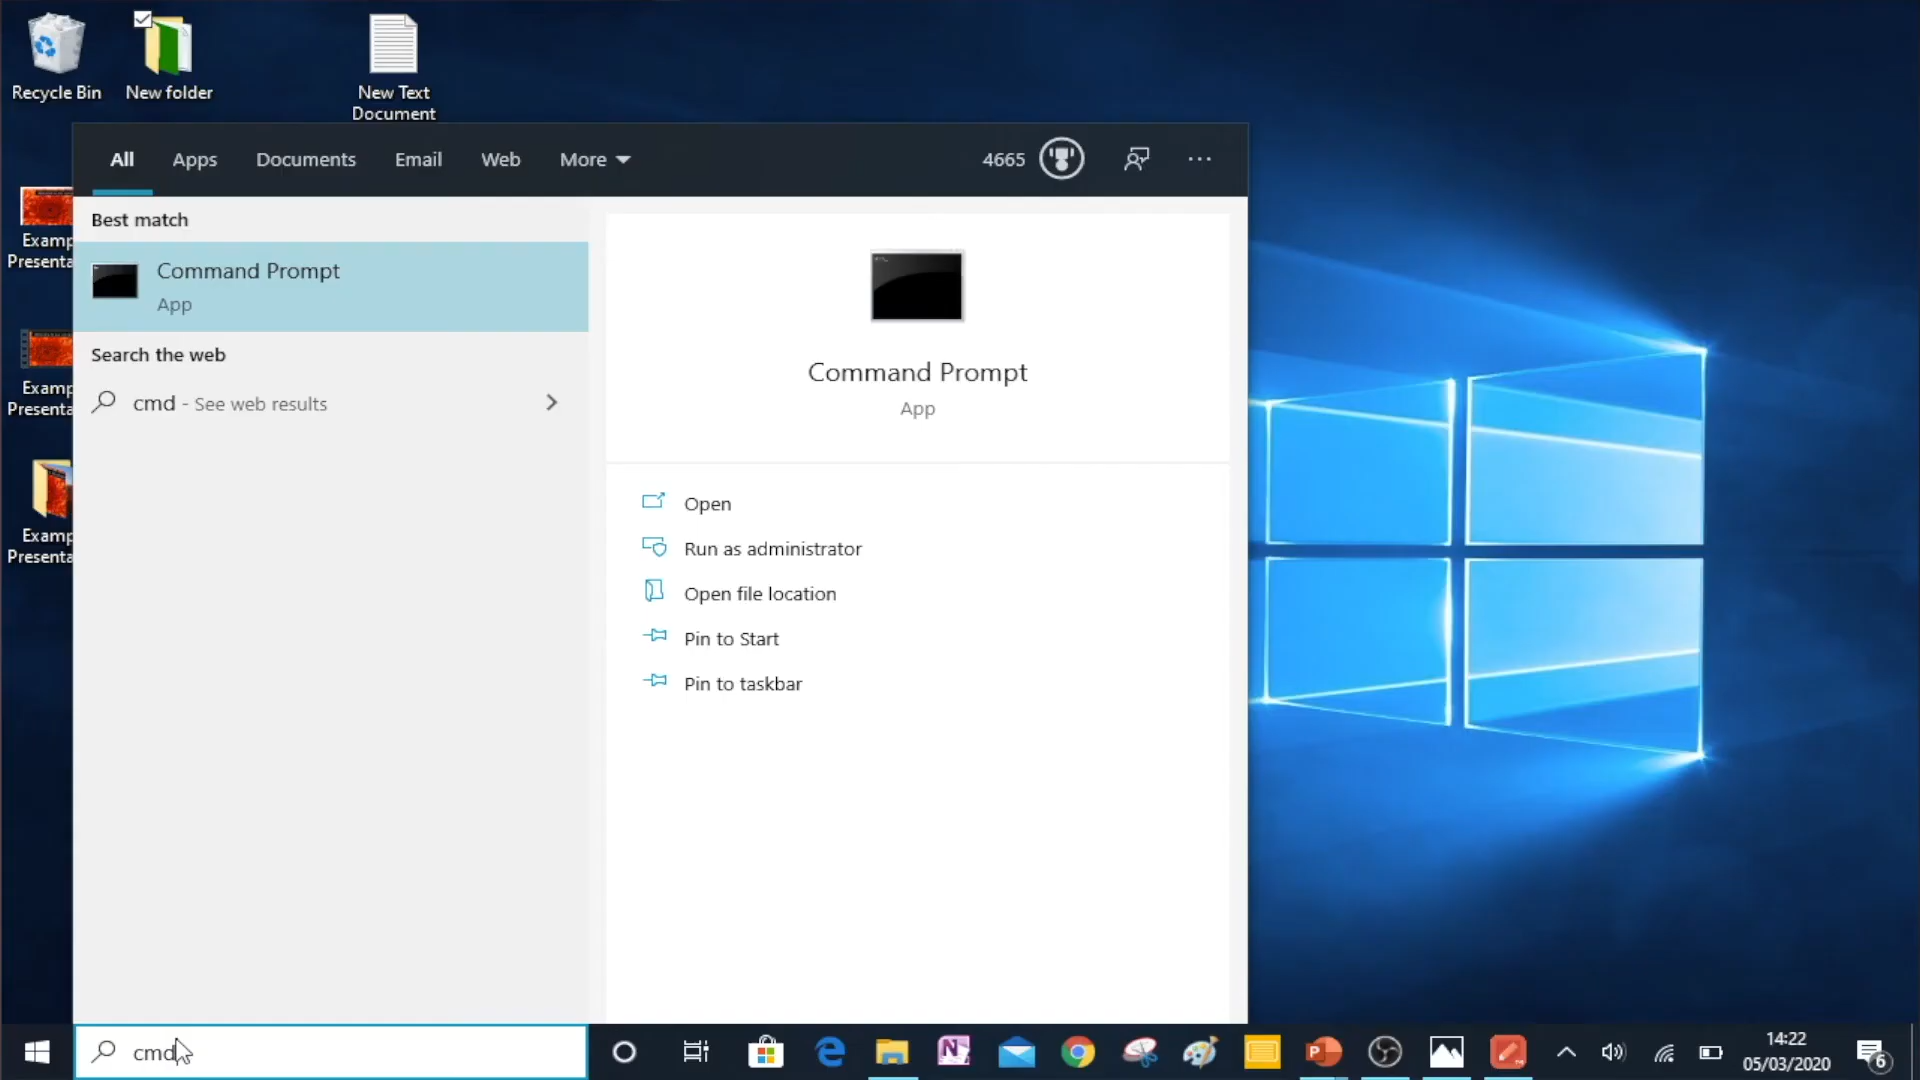 Recycle Bin
New folder
New Text
Document
All
Apps
Documents
Email
Web
More
4665
Best match
Command Prompt
App
Search the web
cmd - See web results
Command Prompt
App
Open
Run as administrator
Open file location
Pin to Start
Pin to taskbar
Examp
Presenta
Examp
Presenta
Examp
Presenta
cmd
14:22
05/03/2020
6